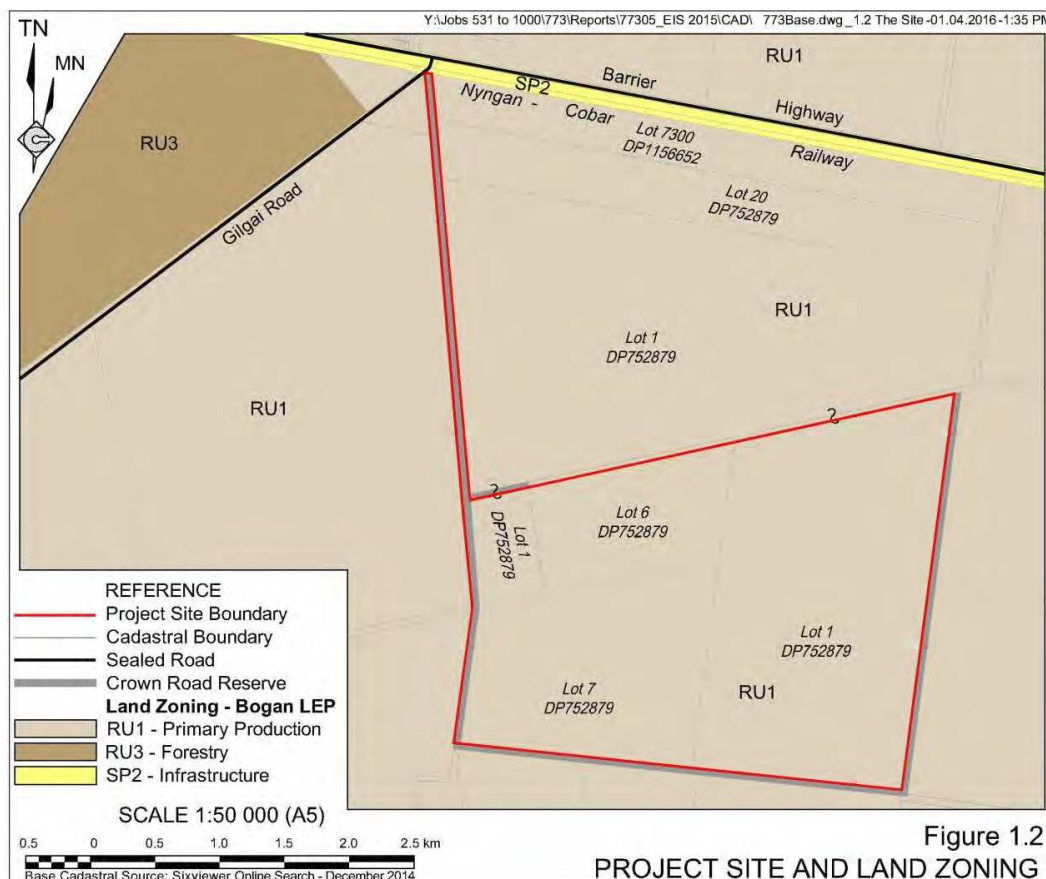 Y:\Jobs 531 to 1000\773\Reports\77305_EIS 2015\CAD\ 773Base.dwg_1.2 The Site-01.04.2016-1:35 PM
TN
MN
RU1
Barrier
Highway
SP2
Nyngan - Cobar
Railway
Lot 7300
DP1156652
RU3
Lot 20
DP752879
Gilgai Road
RU1
Lot 1
DP752879
RU1
Lot 1
DP752879
Lot 6
DP752879
Lot 1
DP752879
Lot 7
DP752879
RU1
REFERENCE
Project Site Boundary
Cadastral Boundary
Sealed Road
Crown Road Reserve
Land Zoning - Bogan LEP
RU1 - Primary Production
RU3 - Forestry
SP2 - Infrastructure
SCALE 1:50 000 (A5)
0.5 0 0.5 1.0 1.5 2.0 2.5 km
Base Cadastral Source: Sixviewer Online Search - December 2014
Figure 1.2
PROJECT SITE AND LAND ZONING